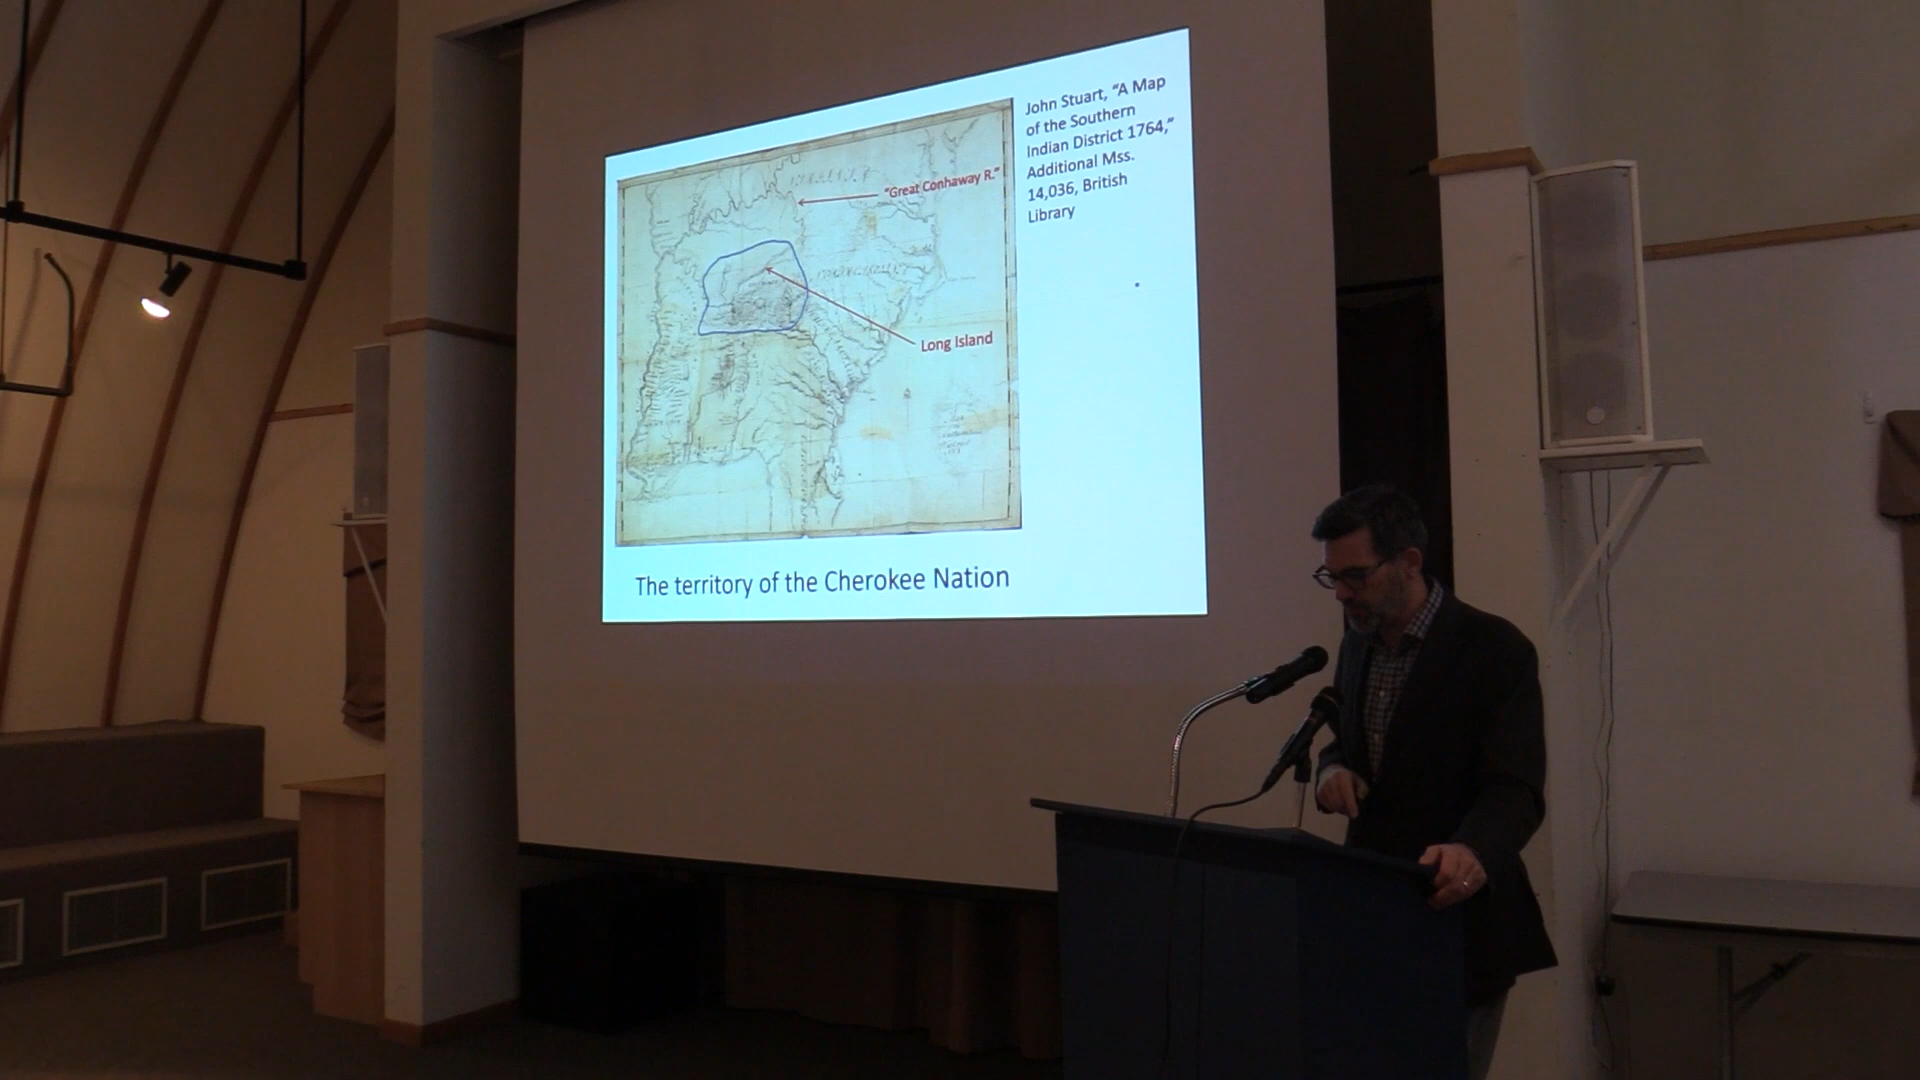 John Stuart, “A Map
of the Southern
Indian District 1764,”
Additional Mss.
14,036, British
Library
“Great Conhaway R.”
Long Island
The territory of the Cherokee Nation